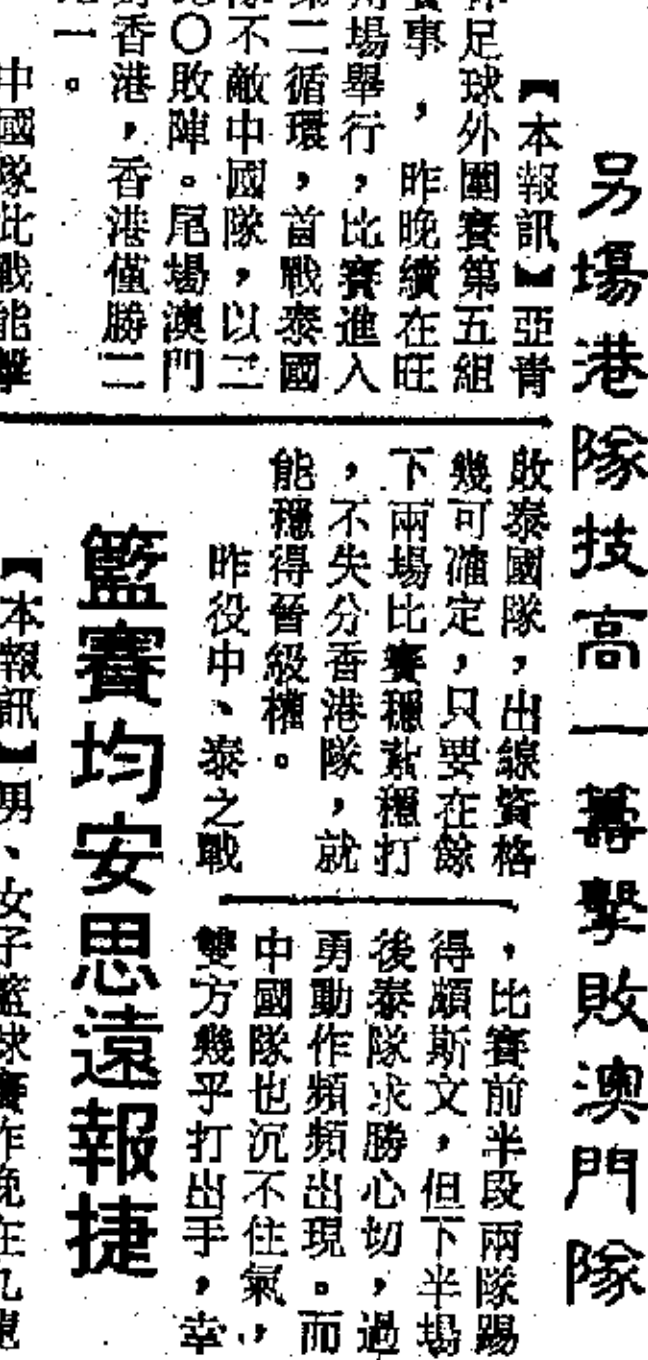 另場港隊技高一籌擊敗澳門隊
【本報訊】亞青
足球外圍賽第五組
賽事，昨晚續在旺
場舉行，比賽進入
第二循環，首戰泰國
隊不敵中國隊，以二
〇敗陣。尾場澳門
對香港，香港僅勝二
一。
中國隊此戰能擊
敗泰國隊，出線資格
幾可確定，只要在餘
下兩場比賽穩紮穩打
，不失分香港隊，就
能穩得晉級權。
昨役中、泰之戰
，比賽前半段兩隊踢
得頗斯文，但下半場
後泰隊求勝心切，過
勇動作頻頻出現。而
中國隊也沉不住氣，
雙方幾乎打出手，幸
籃賽均安思遠報捷
【本報訊】男、女子籃球賽昨晚在九龍